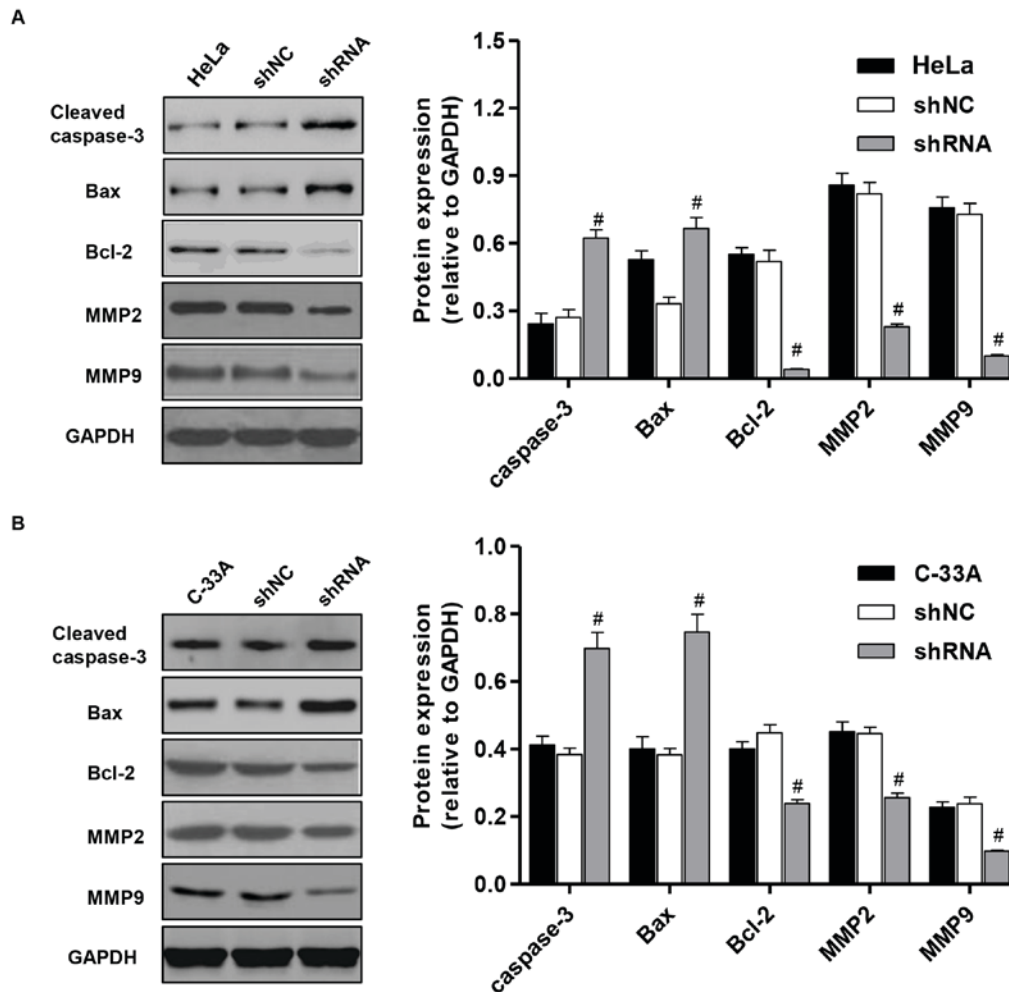 A
HeLa
shNC
shRNA
Cleaved
caspase-3
Bax
Bcl-2
MMP2
MMP9
GAPDH
Protein expression
(relative to GAPDH)
1.5
1.2
0.9
0.6
0.3
0.0
HeLa
shNC
shRNA
#
#
#
#
#
caspase-3
Bax
Bcl-2
MMP2
MMP9
B
C-33A
shNC
shRNA
Cleaved
caspase-3
Bax
Bcl-2
MMP2
MMP9
GAPDH
Protein expression
(relative to GAPDH)
1.0
0.8
0.6
0.4
0.2
0.0
C-33A
shNC
shRNA
#
#
#
#
#
caspase-3
Bax
Bcl-2
MMP2
MMP9